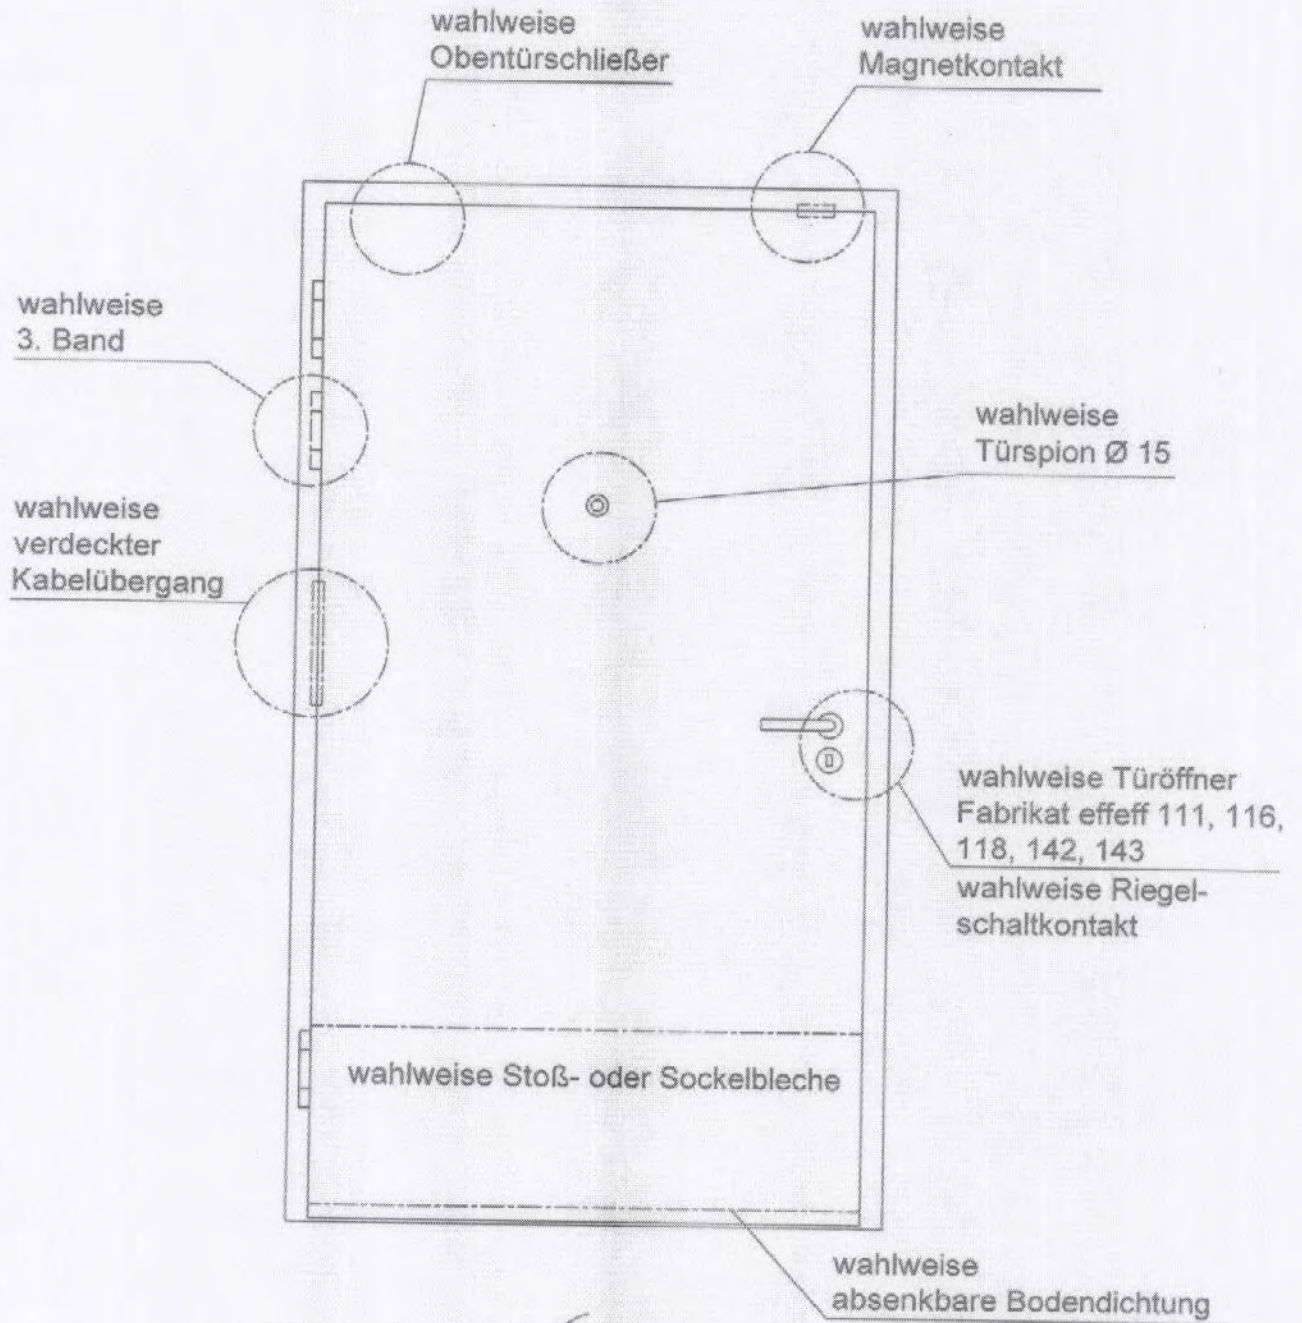 wahlweise
Obentürschließer
wahlweise
Magnetkontakt
wahlweise
3. Band
wahlweise
Türspion Ø 15
wahlweise
verdeckter
Kabelübergang
wahlweise Türöffner
Fabrikat effeff 111, 116,
118, 142, 143
wahlweise Riegel-
schaltkontakt
wahlweise Stoß- oder Sockelbleche
wahlweise
absenkbare Bodendichtung